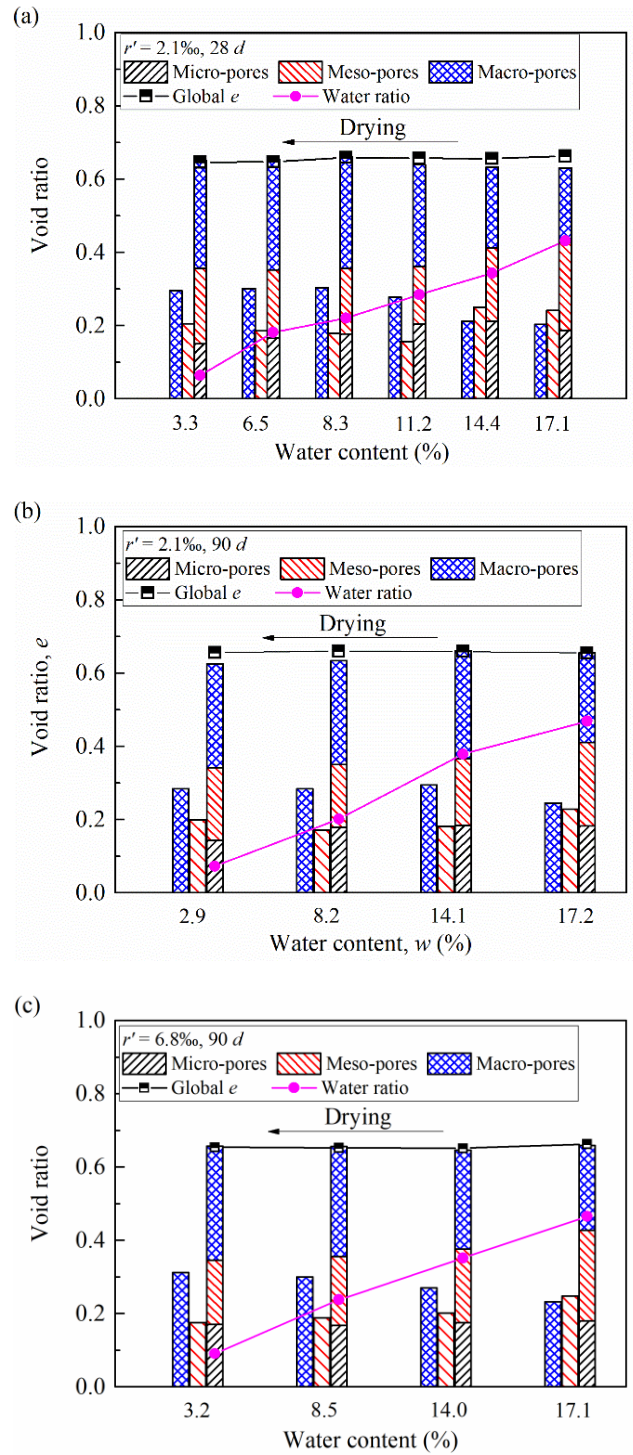 (a)
1.0
r' = 2.1‰, 28 d
Micro-pores Meso-pores Macro-pores
Global e Water ratio
0.8
Drying
0.6
Void ratio
0.4
0.2
0.0
3.3 6.5 8.3 11.2 14.4 17.1
Water content (%)
(b)
1.0
r' = 2.1‰, 90 d
Micro-pores Meso-pores Macro-pores
Global e Water ratio
0.8
Drying
0.6
Void ratio, e
0.4
0.2
0.0
2.9 8.2 14.1 17.2
Water content, w (%)
(c)
1.0
r' = 6.8‰, 90 d
Micro-pores Meso-pores Macro-pores
Global e Water ratio
0.8
Drying
0.6
Void ratio
0.4
0.2
0.0
3.2 8.5 14.0 17.1
Water content (%)